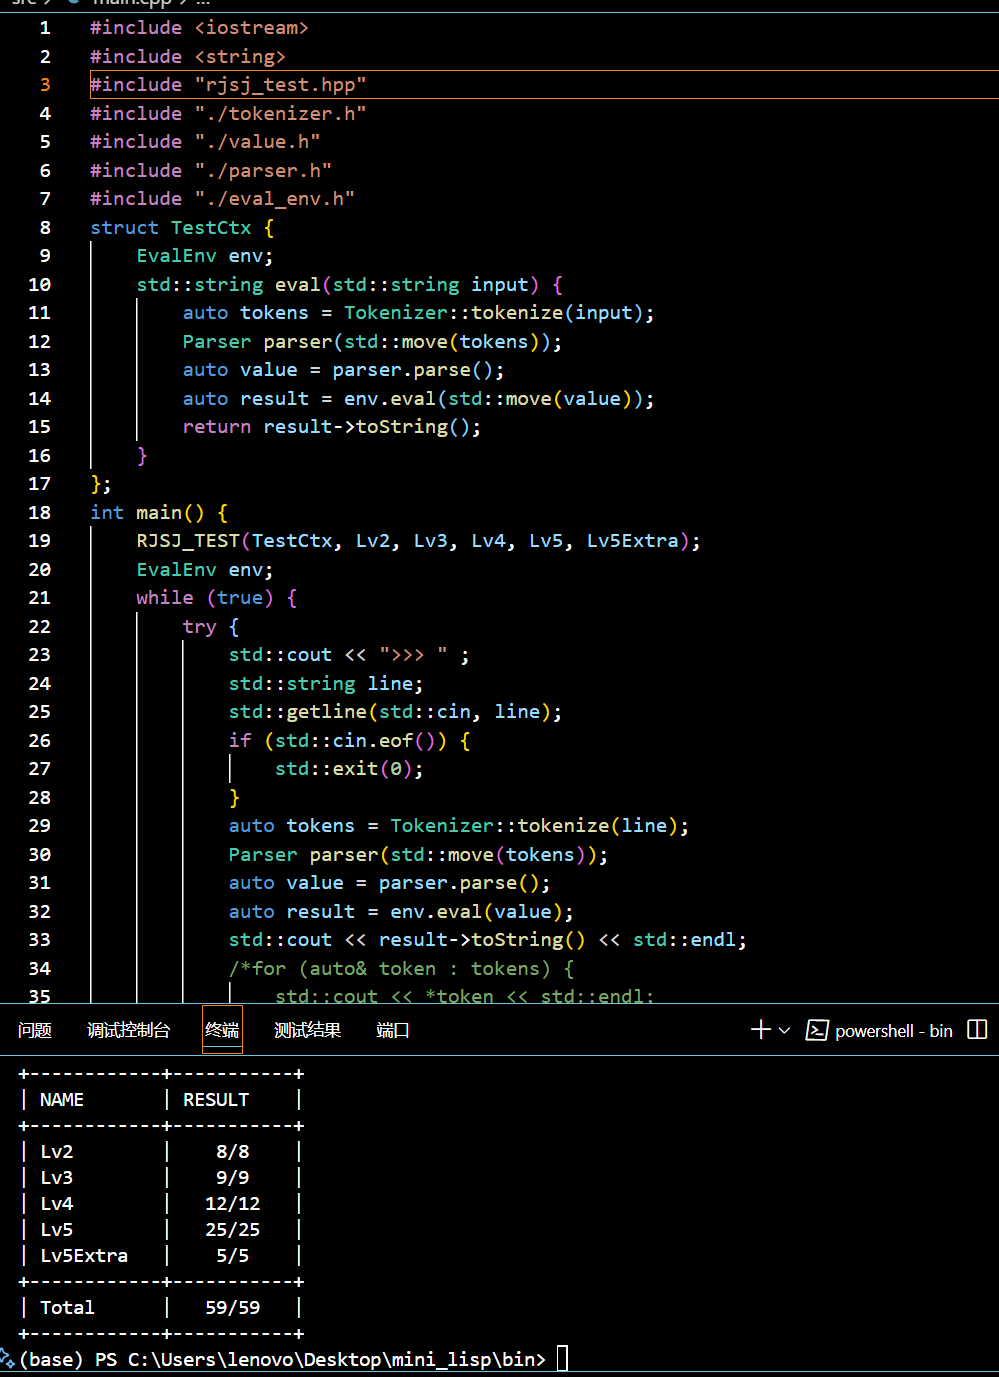 src > main.cpp > ...
1 #include <iostream>
2 #include <string>
3 #include "rjsj_test.hpp"
4 #include "./tokenizer.h"
5 #include "./value.h"
6 #include "./parser.h"
7 #include "./eval_env.h"
8 struct TestCtx {
9 EvalEnv env;
10 std::string eval(std::string input) {
11 auto tokens = Tokenizer::tokenize(input);
12 Parser parser(std::move(tokens));
13 auto value = parser.parse();
14 auto result = env.eval(std::move(value));
15 return result->toString();
16 }
17 };
18 int main() {
19 RJSJ_TEST(TestCtx, Lv2, Lv3, Lv4, Lv5, Lv5Extra);
20 EvalEnv env;
21 while (true) {
22 try {
23 std::cout << ">>> " ;
24 std::string line;
25 std::getline(std::cin, line);
26 if (std::cin.eof()) {
27 std::exit(0);
28 }
29 auto tokens = Tokenizer::tokenize(line);
30 Parser parser(std::move(tokens));
31 auto value = parser.parse();
32 auto result = env.eval(value);
33 std::cout << result->toString() << std::endl;
34 /*for (auto& token : tokens) {
35 std::cout << *token << std::endl;
问题 调试控制台 终端 测试结果 端口 powershell - bin
+------------+-----------+
| NAME | RESULT |
+------------+-----------+
| Lv2 | 8/8 |
| Lv3 | 9/9 |
| Lv4 | 12/12 |
| Lv5 | 25/25 |
| Lv5Extra | 5/5 |
+------------+-----------+
| Total | 59/59 |
+------------+-----------+
(base) PS C:\Users\lenovo\Desktop\mini_lisp\bin>